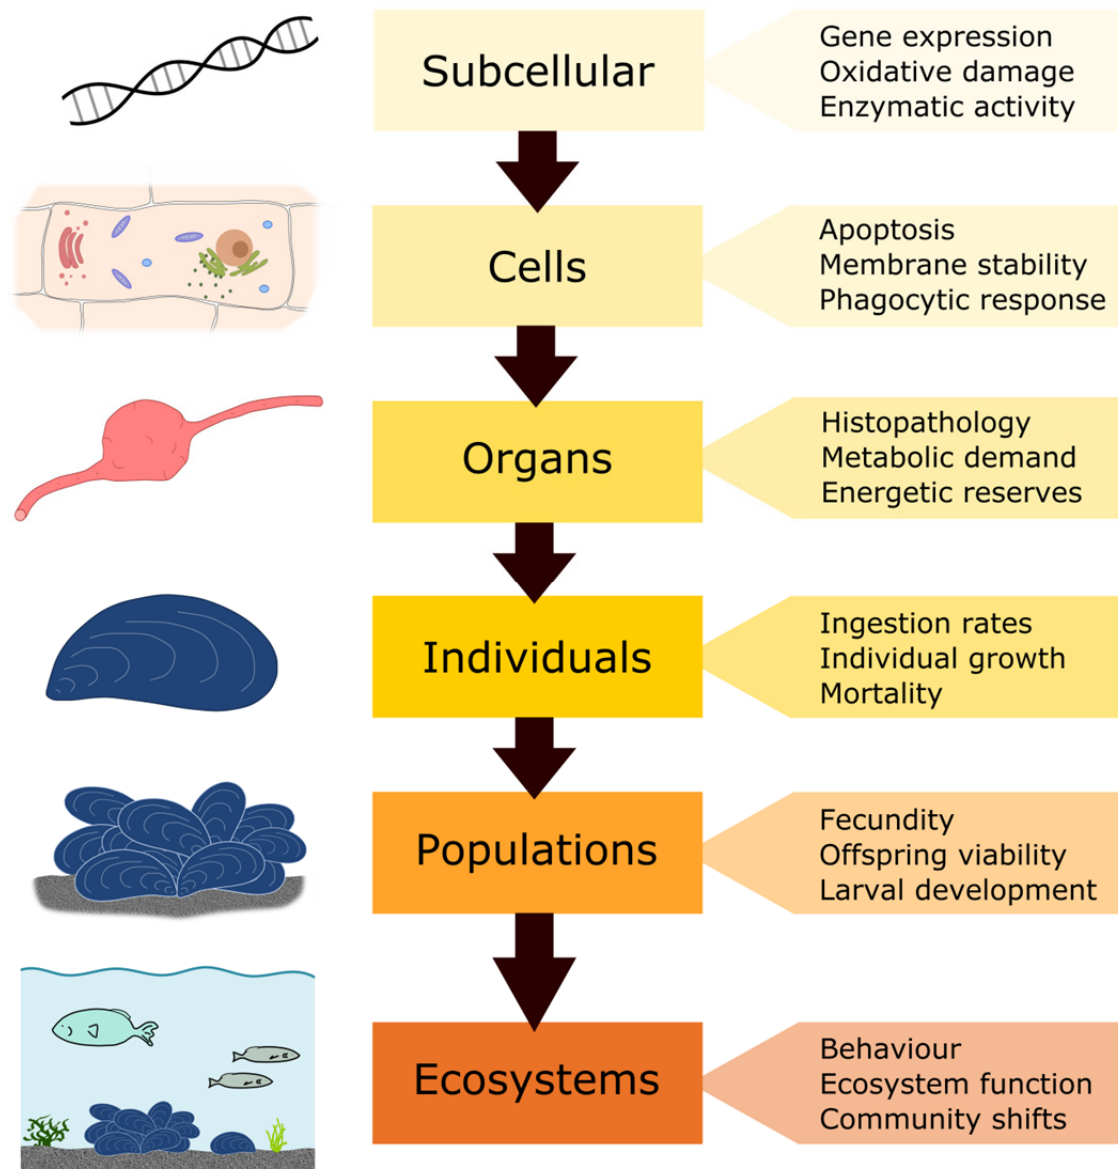 Subcellular
Gene expression
Oxidative damage
Enzymatic activity
Cells
Apoptosis
Membrane stability
Phagocytic response
Organs
Histopathology
Metabolic demand
Energetic reserves
Individuals
Ingestion rates
Individual growth
Mortality
Populations
Fecundity
Offspring viability
Larval development
Ecosystems
Behaviour
Ecosystem function
Community shifts